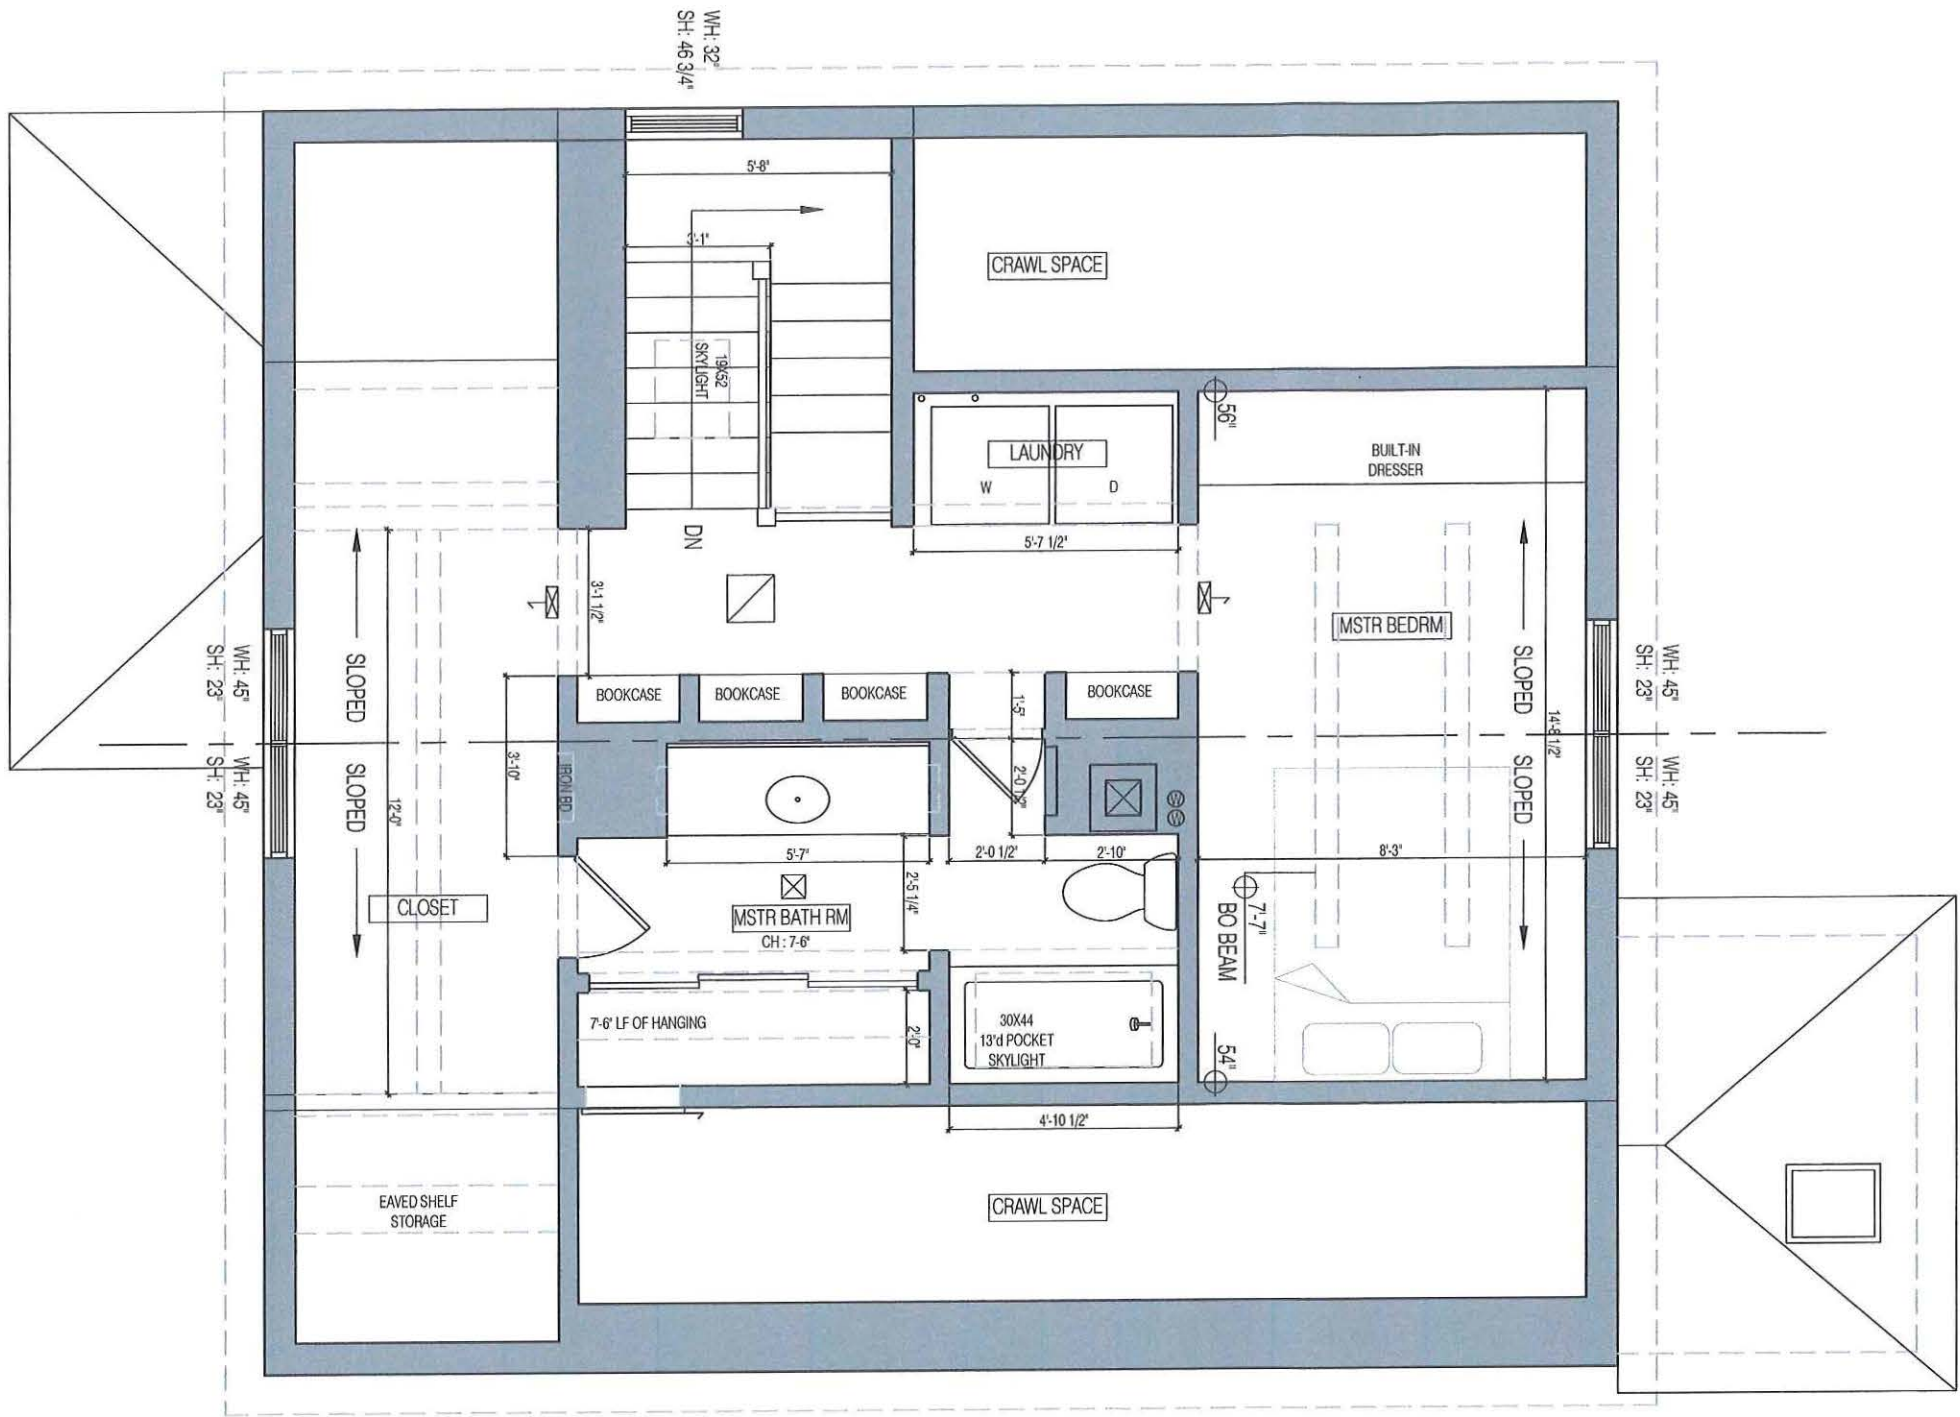 WH: 32"
SH: 46 3/4"
5'-8"
3'-1"
CRAWL SPACE
19X52
SKYLIGHT
56"
LAUNDRY
W
D
BUILT-IN
DRESSER
DN
5'-7 1/2"
3'-1 1/2"
MSTR BEDRM
SLOPED
SLOPED
WH: 45"
SH: 23"
WH: 45"
SH: 23"
BOOKCASE
BOOKCASE
BOOKCASE
BOOKCASE
1'-5"
14'-8 1/2"
3'-10"
IRON BD
2'-0 1/2"
WH: 45"
SH: 23"
SLOPED
SLOPED
WH: 45"
SH: 23"
12'-0"
5'-7"
2'-0 1/2"
2'-10"
8'-3"
2'-5 1/4"
CLOSET
MSTR BATH RM
CH : 7'-6"
7'-7"
BO BEAM
7'-6" LF OF HANGING
2'-0"
30X44
13'd POCKET
SKYLIGHT
54"
4'-10 1/2"
EAVED SHELF
STORAGE
CRAWL SPACE